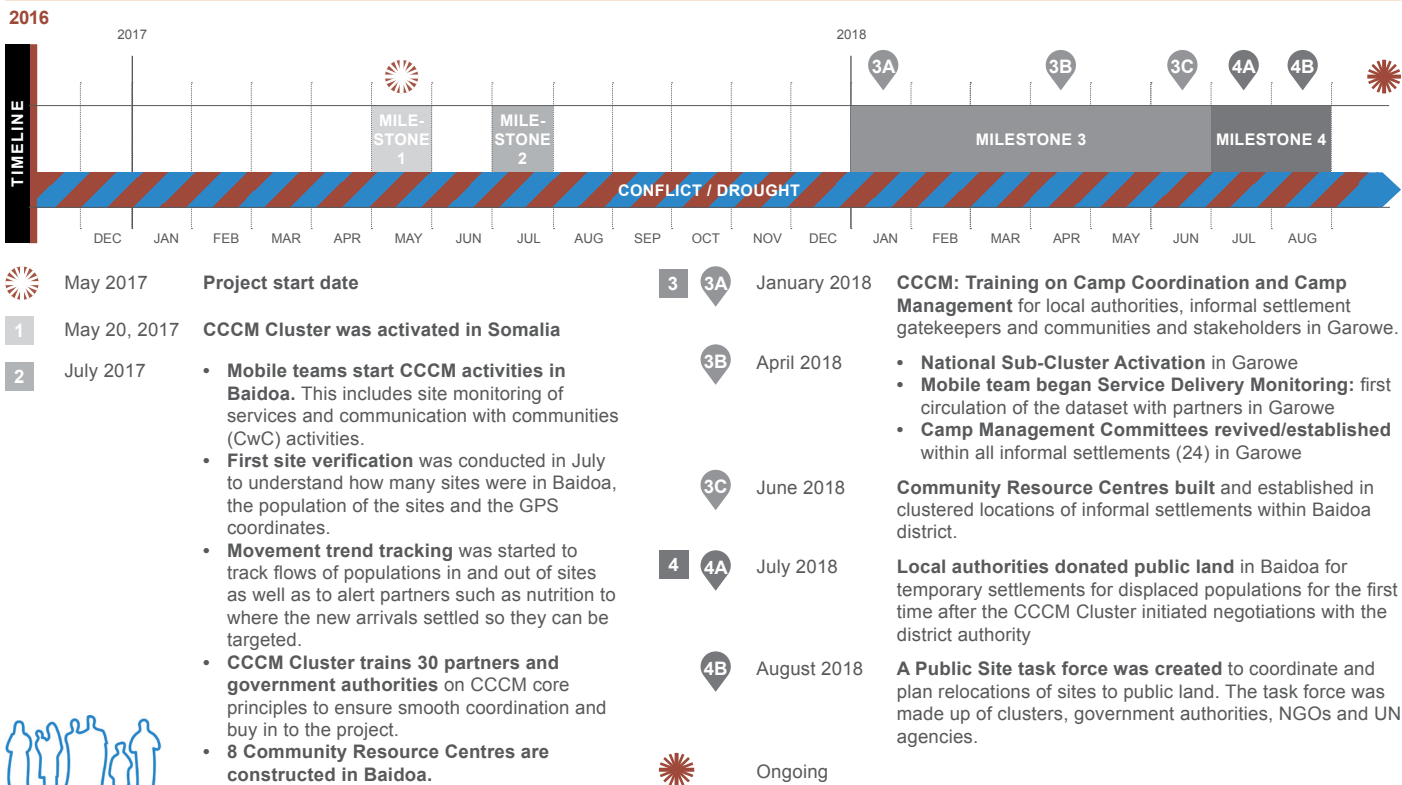 2016
2017
2018
TIMELINE
3A
3B
3C
4A
4B
MILE-
STONE
1
MILE-
STONE
2
MILESTONE 3
MILESTONE 4
CONFLICT / DROUGHT
DEC JAN FEB MAR APR MAY JUN JUL AUG SEP OCT NOV DEC JAN FEB MAR APR MAY JUN JUL AUG
May 2017 Project start date
1 May 20, 2017 CCCM Cluster was activated in Somalia
2 July 2017 • Mobile teams start CCCM activities in
Baidoa. This includes site monitoring of
services and communication with communities
(CwC) activities.
• First site verification was conducted in July
to understand how many sites were in Baidoa,
the population of the sites and the GPS
coordinates.
• Movement trend tracking was started to
track flows of populations in and out of sites
as well as to alert partners such as nutrition to
where the new arrivals settled so they can be
targeted.
• CCCM Cluster trains 30 partners and
government authorities on CCCM core
principles to ensure smooth coordination and
buy in to the project.
• 8 Community Resource Centres are
constructed in Baidoa.
3 3A January 2018 CCCM: Training on Camp Coordination and Camp
Management for local authorities, informal settlement
gatekeepers and communities and stakeholders in Garowe.
3B April 2018 • National Sub-Cluster Activation in Garowe
• Mobile team began Service Delivery Monitoring: first
circulation of the dataset with partners in Garowe
• Camp Management Committees revived/established
within all informal settlements (24) in Garowe
3C June 2018 Community Resource Centres built and established in
clustered locations of informal settlements within Baidoa
district.
4 4A July 2018 Local authorities donated public land in Baidoa for
temporary settlements for displaced populations for the first
time after the CCCM Cluster initiated negotiations with the
district authority
4B August 2018 A Public Site task force was created to coordinate and
plan relocations of sites to public land. The task force was
made up of clusters, government authorities, NGOs and UN
agencies.
Ongoing